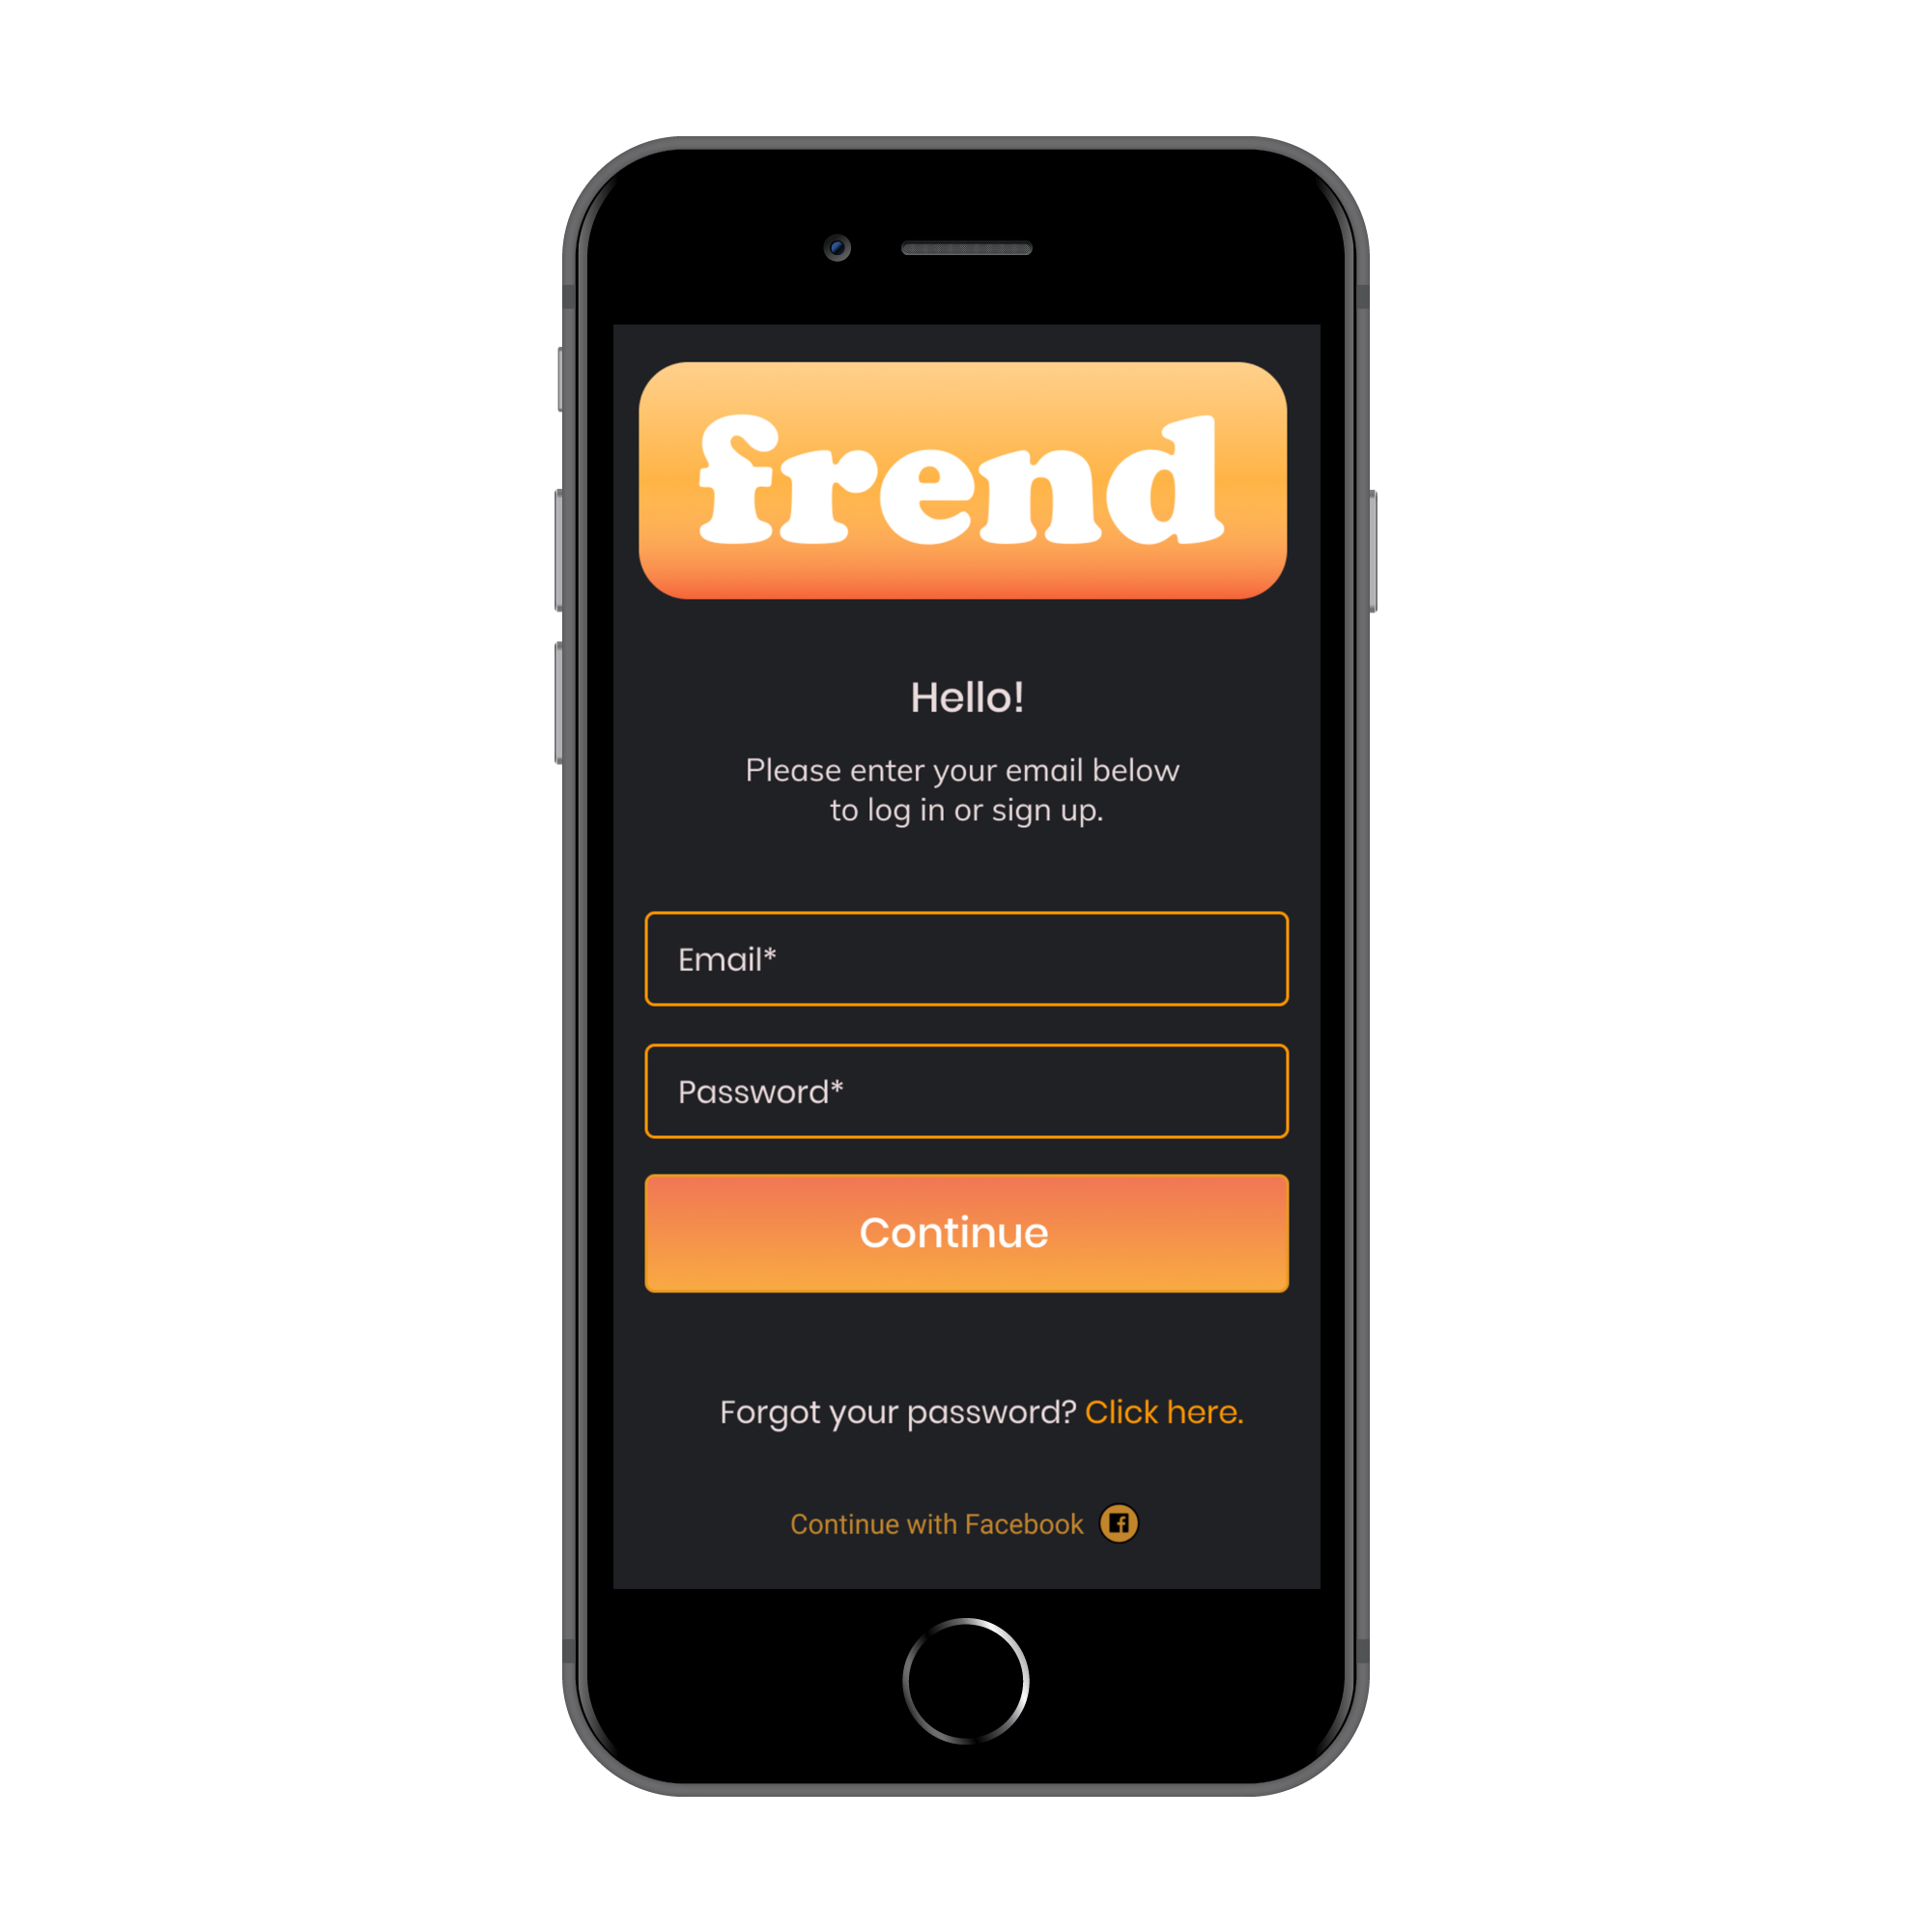 frend
Hello!
Please enter your email below
to log in or sign up.
Email*
Password*
Continue
Forgot your password? Click here.
Continue with Facebook